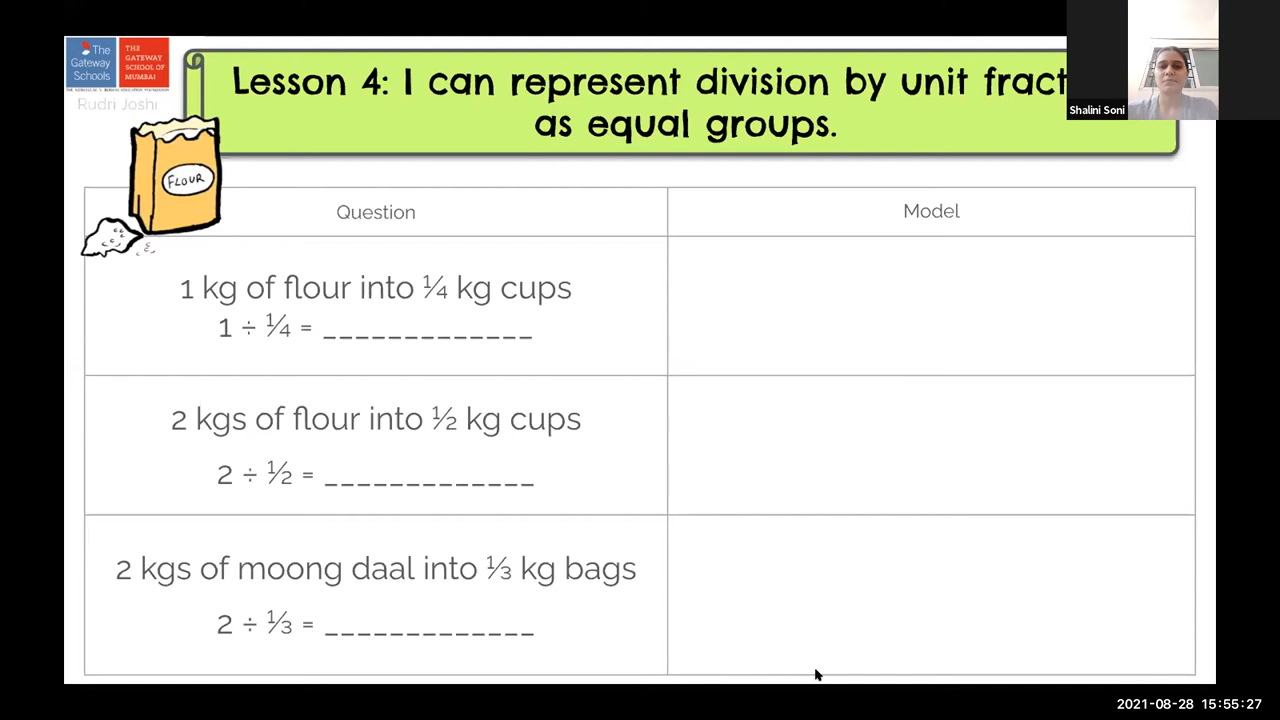 The
Gateway
Schools
THE
GATEWAY
SCHOOL OF
MUMBAI
Rudri Joshi
Lesson 4: I can represent division by unit fract
as equal groups.
Shalini Soni
FLOUR
Question
Model
1 kg of flour into ¼ kg cups
1 ÷ ¼ = _____________
2 kgs of flour into ½ kg cups
2 ÷ ½ = _____________
2 kgs of moong daal into ⅓ kg bags
2 ÷ ⅓ = _____________
2021-08-28 15:55:27